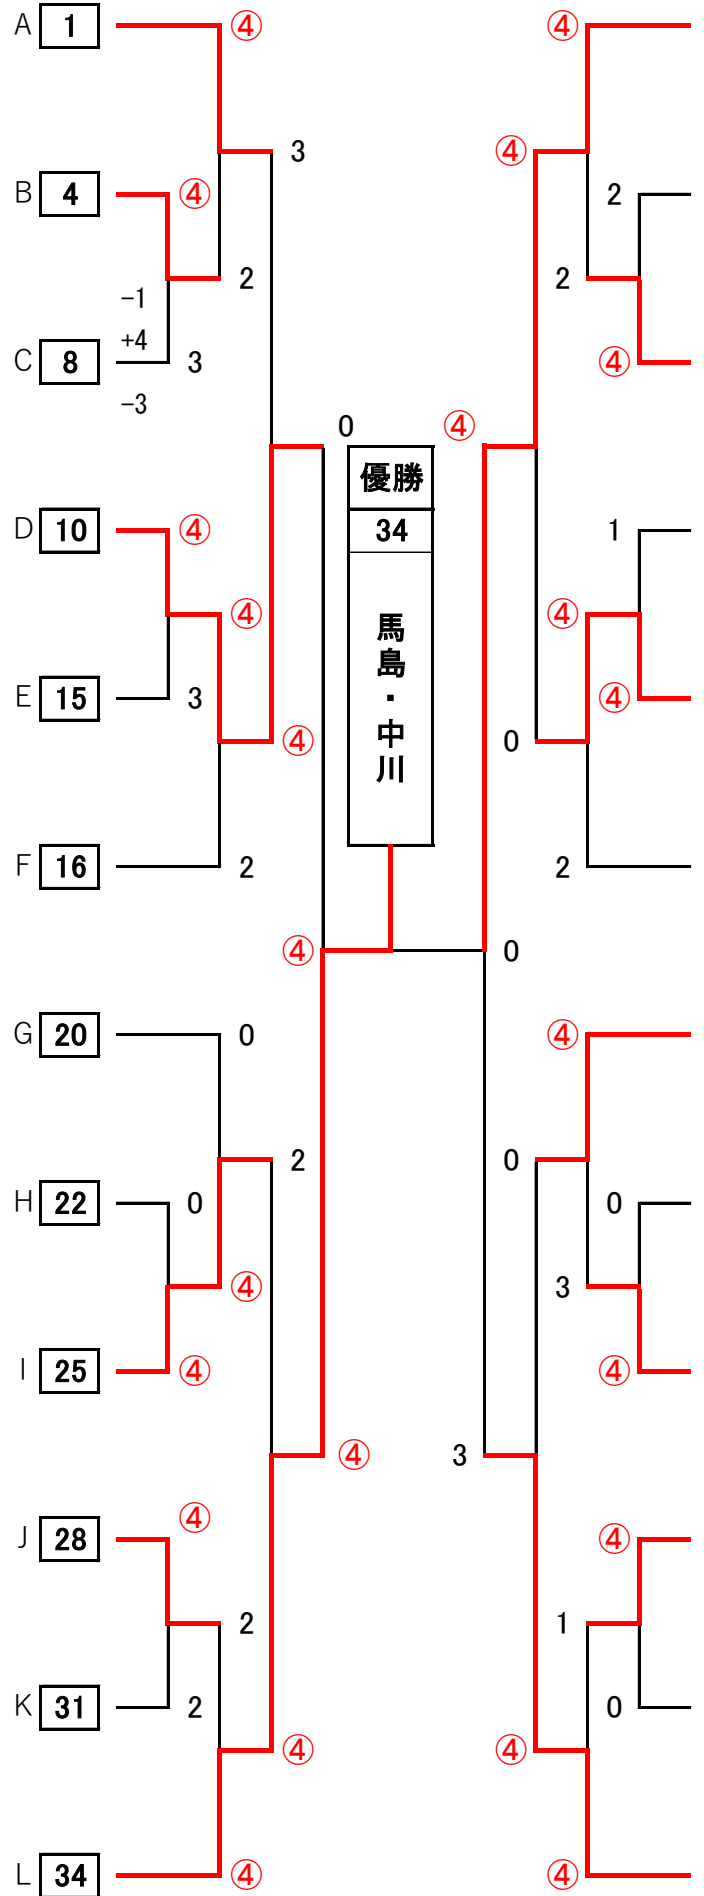 A 1 ④ ④
3 ④
B 4 ④ 2
2 2
-1
+4
C 8 3 ④
-3
0 ④
優勝
D 10 ④ 34 1
④ ④
馬島・中川
E 15 3 ④
④ 0
F 16 2 2
④ 0
G 20 0 ④
2 0
H 22 0 0
④ 3
I 25 ④ ④
④ 3
J 28 ④ ④
2 1
K 31 2 0
④ ④
L 34 ④ ④